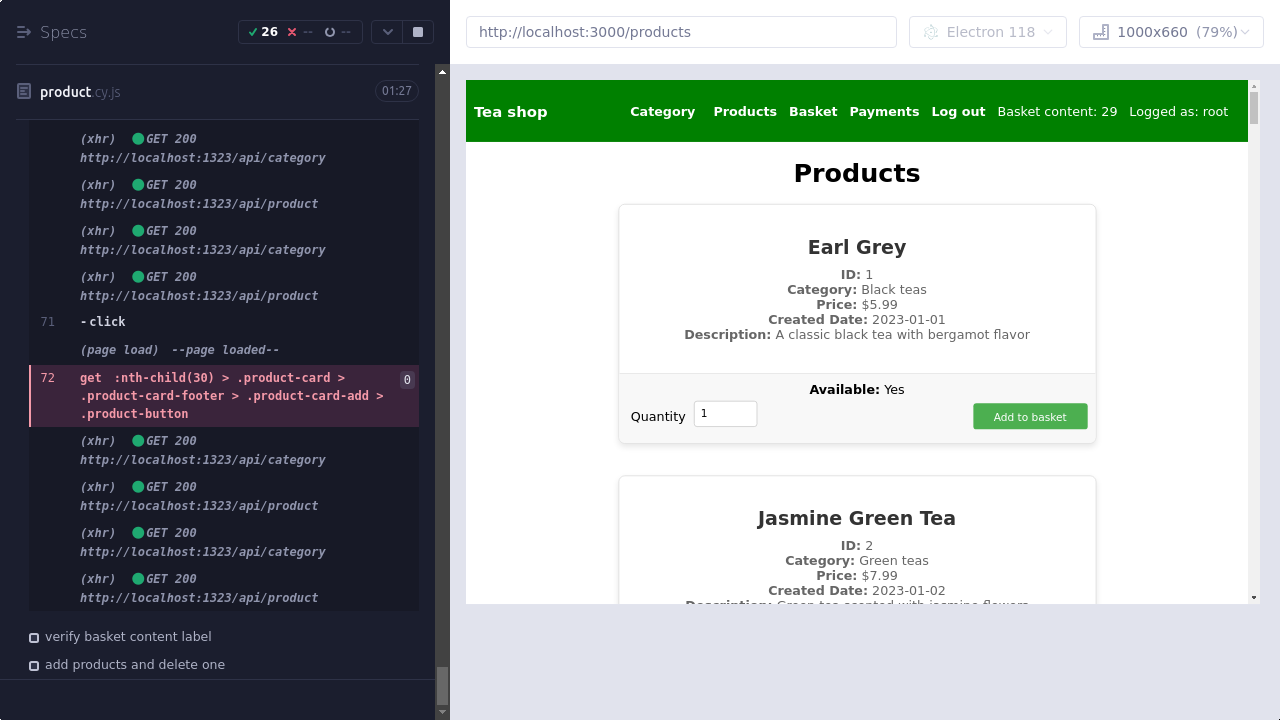 Specs
26
--
--
product.cy.js
01:27
(xhr) GET 200
http://localhost:1323/api/category
(xhr) GET 200
http://localhost:1323/api/product
(xhr) GET 200
http://localhost:1323/api/category
(xhr) GET 200
http://localhost:1323/api/product
71 -click
(page load) --page loaded--
72 get :nth-child(30) > .product-card > 0
.product-card-footer > .product-card-add >
.product-button
(xhr) GET 200
http://localhost:1323/api/category
(xhr) GET 200
http://localhost:1323/api/product
(xhr) GET 200
http://localhost:1323/api/category
(xhr) GET 200
http://localhost:1323/api/product
verify basket content label
add products and delete one
http://localhost:3000/products
Electron 118
1000x660 (79%)
Tea shop Category Products Basket Payments Log out Basket content: 29 Logged as: root
Products
Earl Grey
ID: 1
Category: Black teas
Price: $5.99
Created Date: 2023-01-01
Description: A classic black tea with bergamot flavor
Available: Yes
Quantity 1 Add to basket
Jasmine Green Tea
ID: 2
Category: Green teas
Price: $7.99
Created Date: 2023-01-02
Description: Green tea scented with jasmine flowers